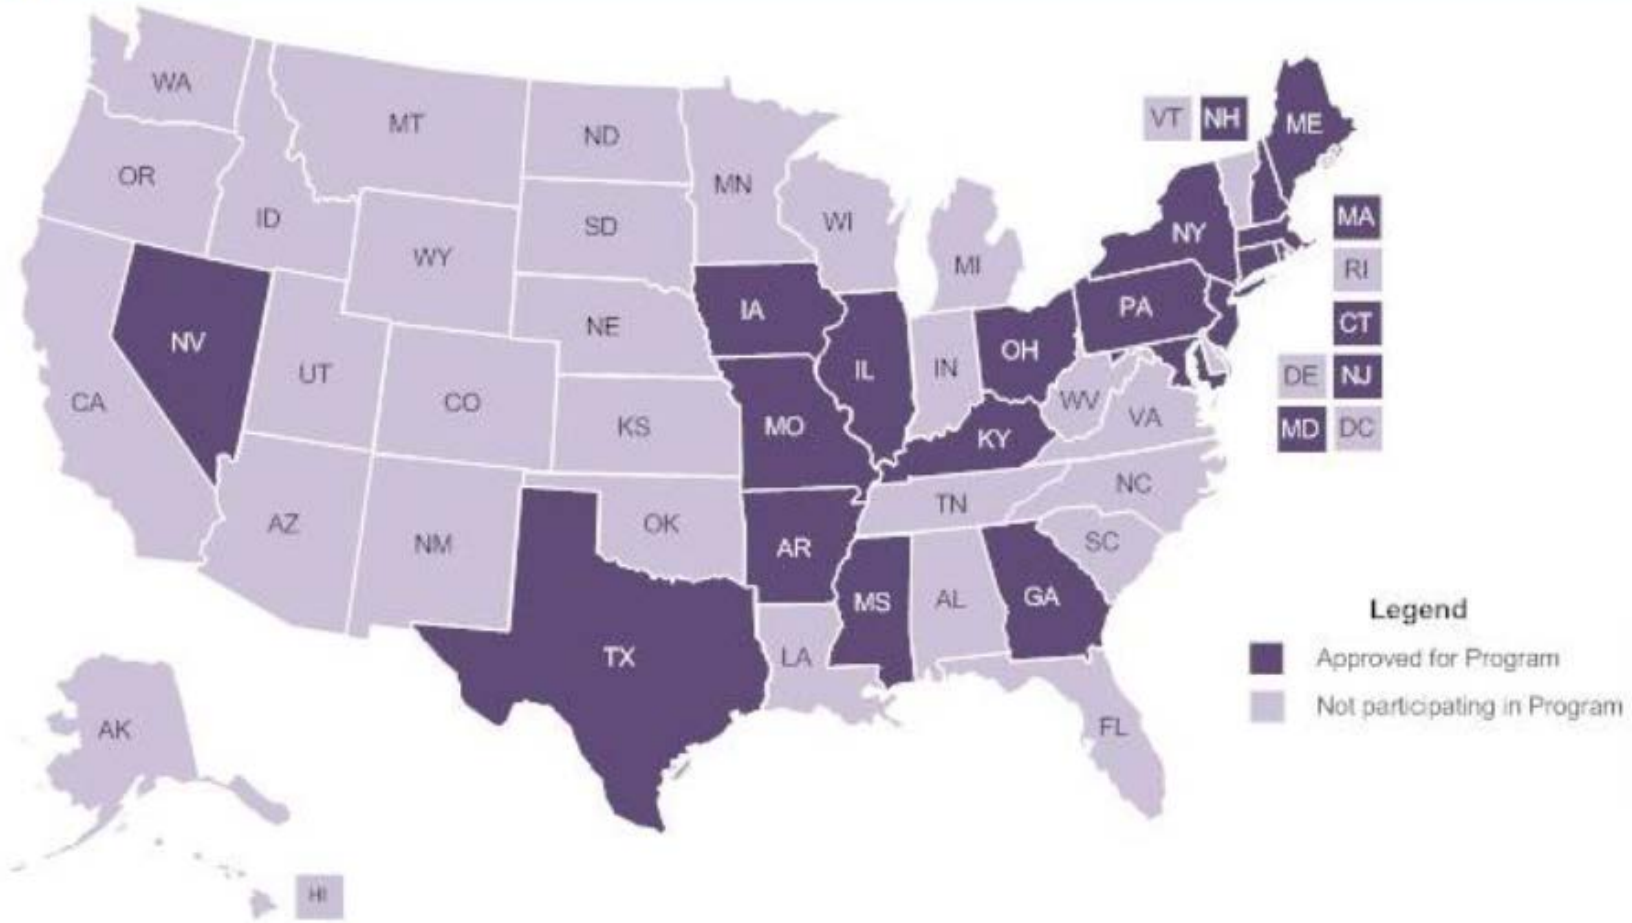 WA
MT
ND
VT NH ME
OR
ID
MN
SD
WI
MA
NY
WY
MI
RI
IA
PA
NE
CT
NV
OH
UT
IL
IN
DE NJ
CA
CO
WV
VA
KS
MO
KY
MD DC
NC
TN
AZ
OK
NM
AR
SC
MS
AL
GA
Legend
TX
LA
Approved for Program
Not participating in Program
AK
FL
HI